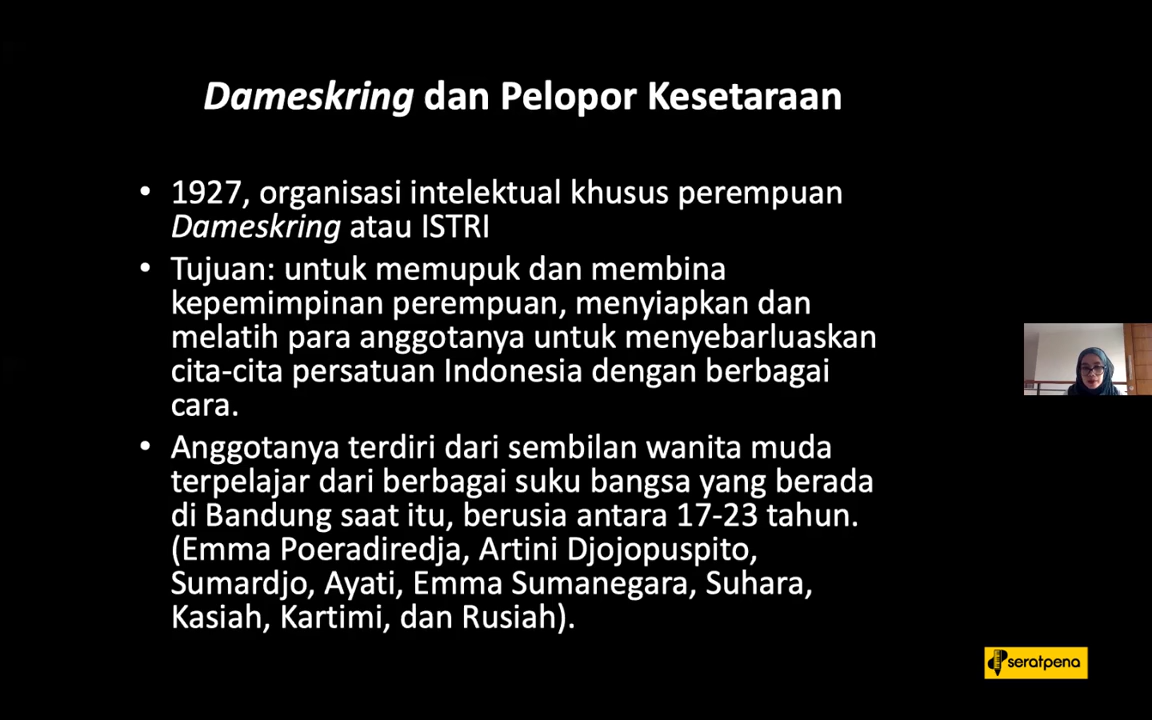 Dameskring dan Pelopor Kesetaraan
• 1927, organisasi intelektual khusus perempuan
Dameskring atau ISTRI
• Tujuan: untuk memupuk dan membina
kepemimpinan perempuan, menyiapkan dan
melatih para anggotanya untuk menyebarluaskan
cita-cita persatuan Indonesia dengan berbagai
cara.
• Anggotanya terdiri dari sembilan wanita muda
terpelajar dari berbagai suku bangsa yang berada
di Bandung saat itu, berusia antara 17-23 tahun.
(Emma Poeradiredja, Artini Djojopuspito,
Sumardjo, Ayati, Emma Sumanegara, Suhara,
Kasiah, Kartimi, dan Rusiah).
seratpena